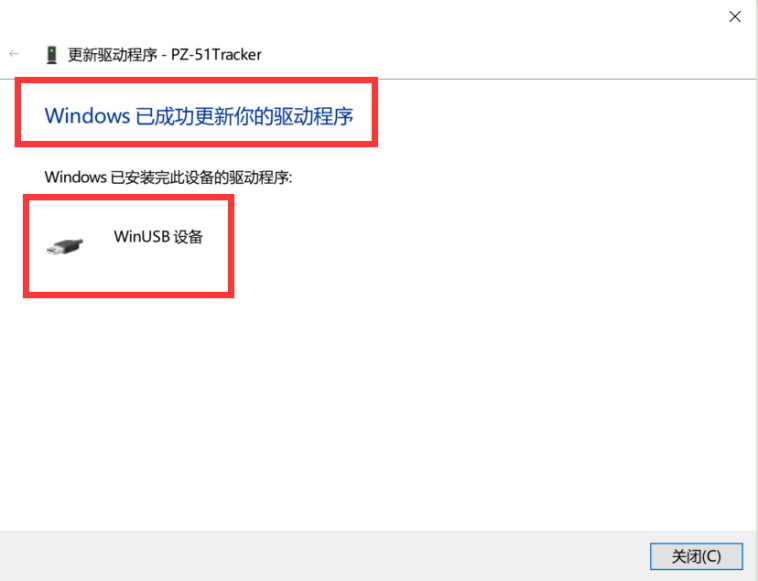 更新驱动程序 - PZ-51Tracker
Windows 已成功更新你的驱动程序
Windows 已安装完此设备的驱动程序:
WinUSB 设备
关闭(C)